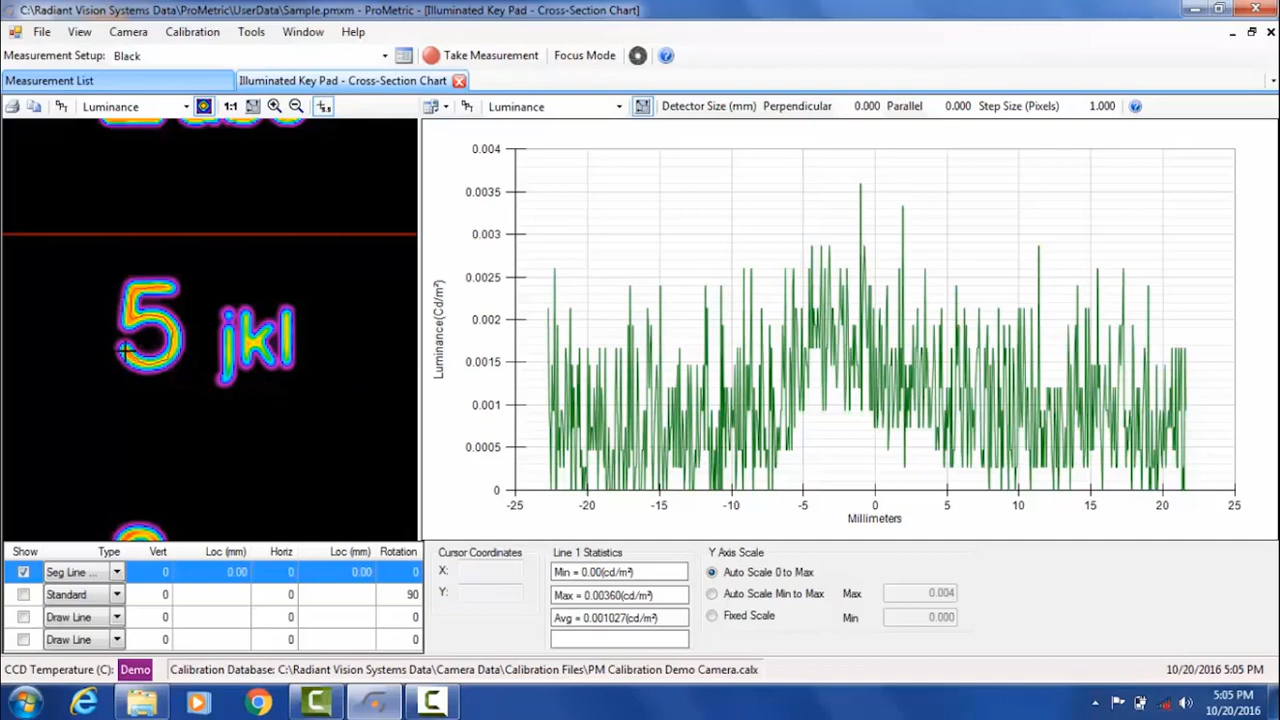 C:\Radiant Vision Systems Data\ProMetric\UserData\Sample.pmxm - ProMetric - [Illuminated Key Pad - Cross-Section Chart]
File View Camera Calibration Tools Window Help
Measurement Setup: Black Take Measurement Focus Mode
Measurement List Illuminated Key Pad - Cross-Section Chart
Luminance 1:1 Luminance Detector Size (mm) Perpendicular 0.000 Parallel 0.000 Step Size (Pixels) 1.000
5 jkl
Luminance(Cd/m²)
0.004
0.0035
0.003
0.0025
0.002
0.0015
0.001
0.0005
0
-25 -20 -15 -10 -5 0 5 10 15 20 25
Millimeters
Show Type Vert Loc (mm) Horiz Loc (mm) Rotation
Seg Line ... 0 0.00 0 0.00 0
Standard 0 0 90
Draw Line 0 0 0
Draw Line 0 0 0
Cursor Coordinates
X:
Y:
Line 1 Statistics
Min = 0.00(cd/m²)
Max = 0.00360(cd/m²)
Avg = 0.001027(cd/m²)
Y Axis Scale
Auto Scale 0 to Max
Auto Scale Min to Max Max 0.004
Fixed Scale Min 0.000
CCD Temperature (C): Demo Calibration Database: C:\Radiant Vision Systems Data\Camera Data\Calibration Files\PM Calibration Demo Camera.calx 10/20/2016 5:05 PM
5:05 PM
10/20/2016